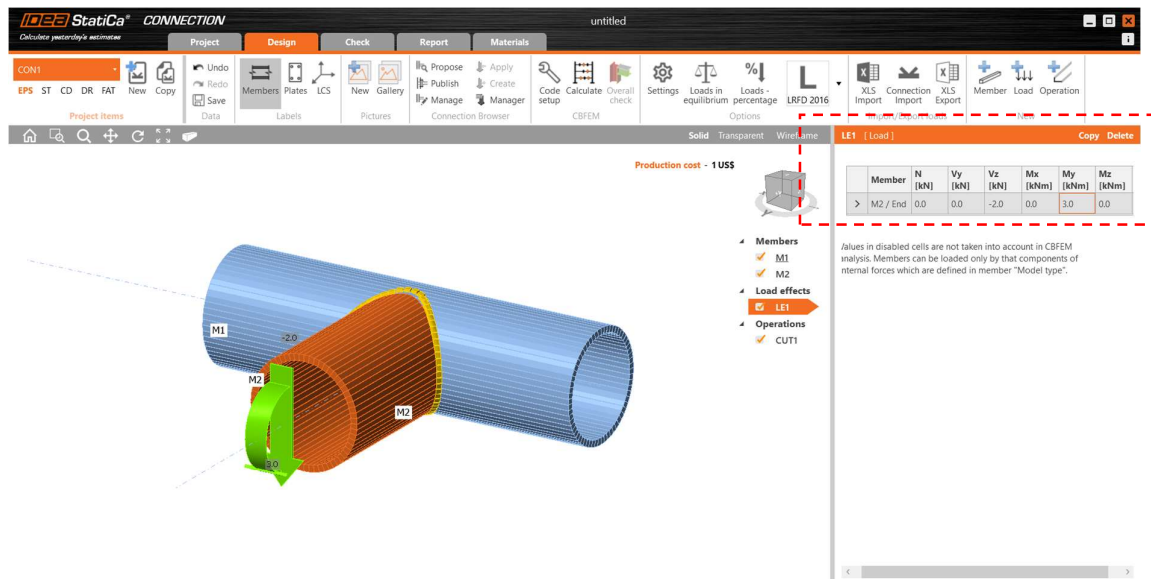 IDEA StatiCa® CONNECTION
untitled
Calculate yesterday's estimates
Project Design Check Report Materials
i
CON1
EPS ST CD DR FAT
New Copy
Project items
Undo
Redo
Save
Data
Members Plates LCS
Labels
New Gallery
Pictures
Propose Apply
Publish Create
Manage Manager
Connection Browser
Code setup
Calculate
Overall check
CBFEM
Settings
Loads in equilibrium
Loads - percentage
L
LRFD 2016
Options
XLS Import
Connection Import
XLS Export
Import/Export loads
Member Load Operation
New
Solid Transparent Wireframe
LE1 [ Load ] Copy Delete
Production cost - 1 US$
Member N [kN] Vy [kN] Vz [kN] Mx [kNm] My [kNm] Mz [kNm]
> M2 / End 0.0 0.0 -2.0 0.0 3.0 0.0
Values in disabled cells are not taken into account in CBFEM
analysis. Members can be loaded only by that components of
internal forces which are defined in member "Model type".
Members
M1
M2
Load effects
LE1
Operations
CUT1
M1
-2.0
M2
M2
3.0